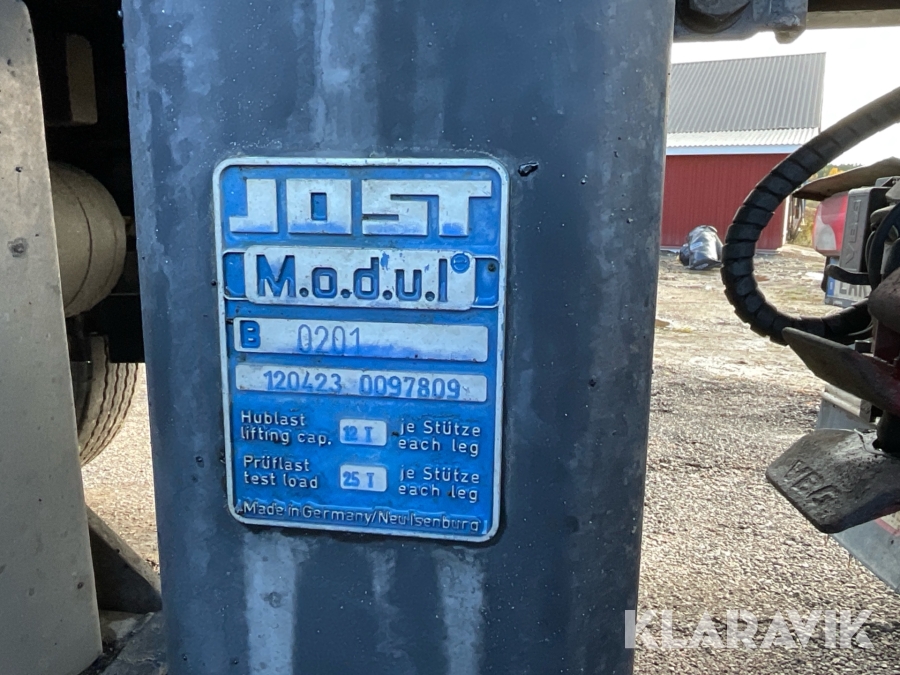 JOST
M.o.d.u.l
B 0201
120423 0097809
Hublast
lifting cap. 12 T je Stütze
each leg
Prüflast
test load 25 T je Stütze
each leg
Made in Germany/Neu Isenburg
VBG
KLARAVIK